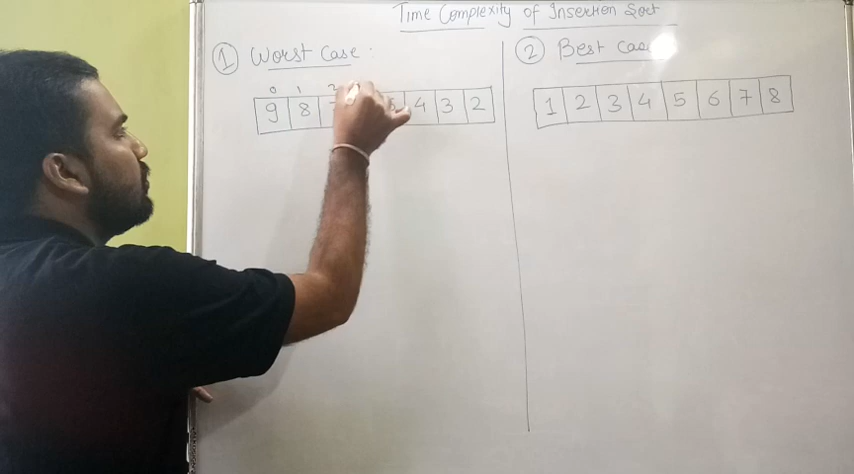 Time Complexity of Insertion Sort
① Worst Case :
0 1 2
9 8 4 3 2
② Best Case
1 2 3 4 5 6 7 8